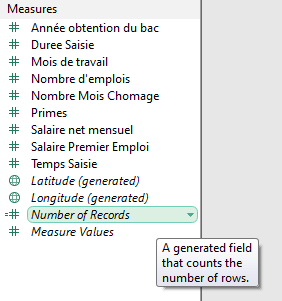 Measures
Année obtention du bac
Duree Saisie
Mois de travail
Nombre d'emplois
Nombre Mois Chomage
Primes
Salaire net mensuel
Salaire Premier Emploi
Temps Saisie
Latitude (generated)
Longitude (generated)
Number of Records
Measure Values
A generated field
that counts the
number of rows.